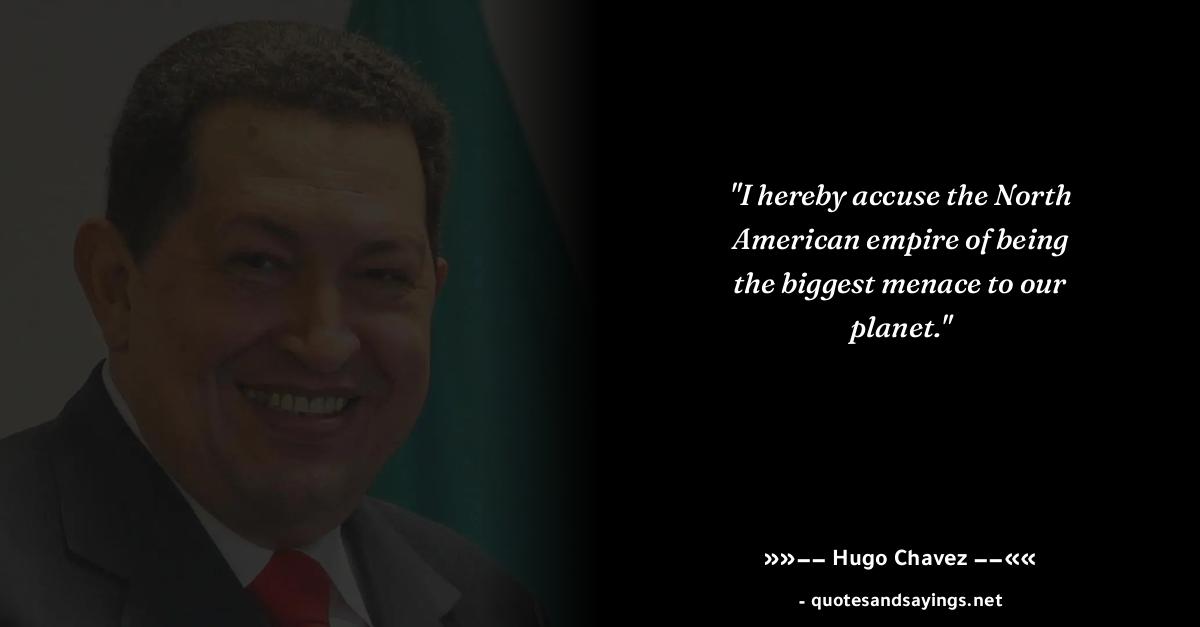 "I hereby accuse the North
American empire of being
the biggest menace to our
planet."
»»−− Hugo Chavez −−««
- quotesandsayings.net